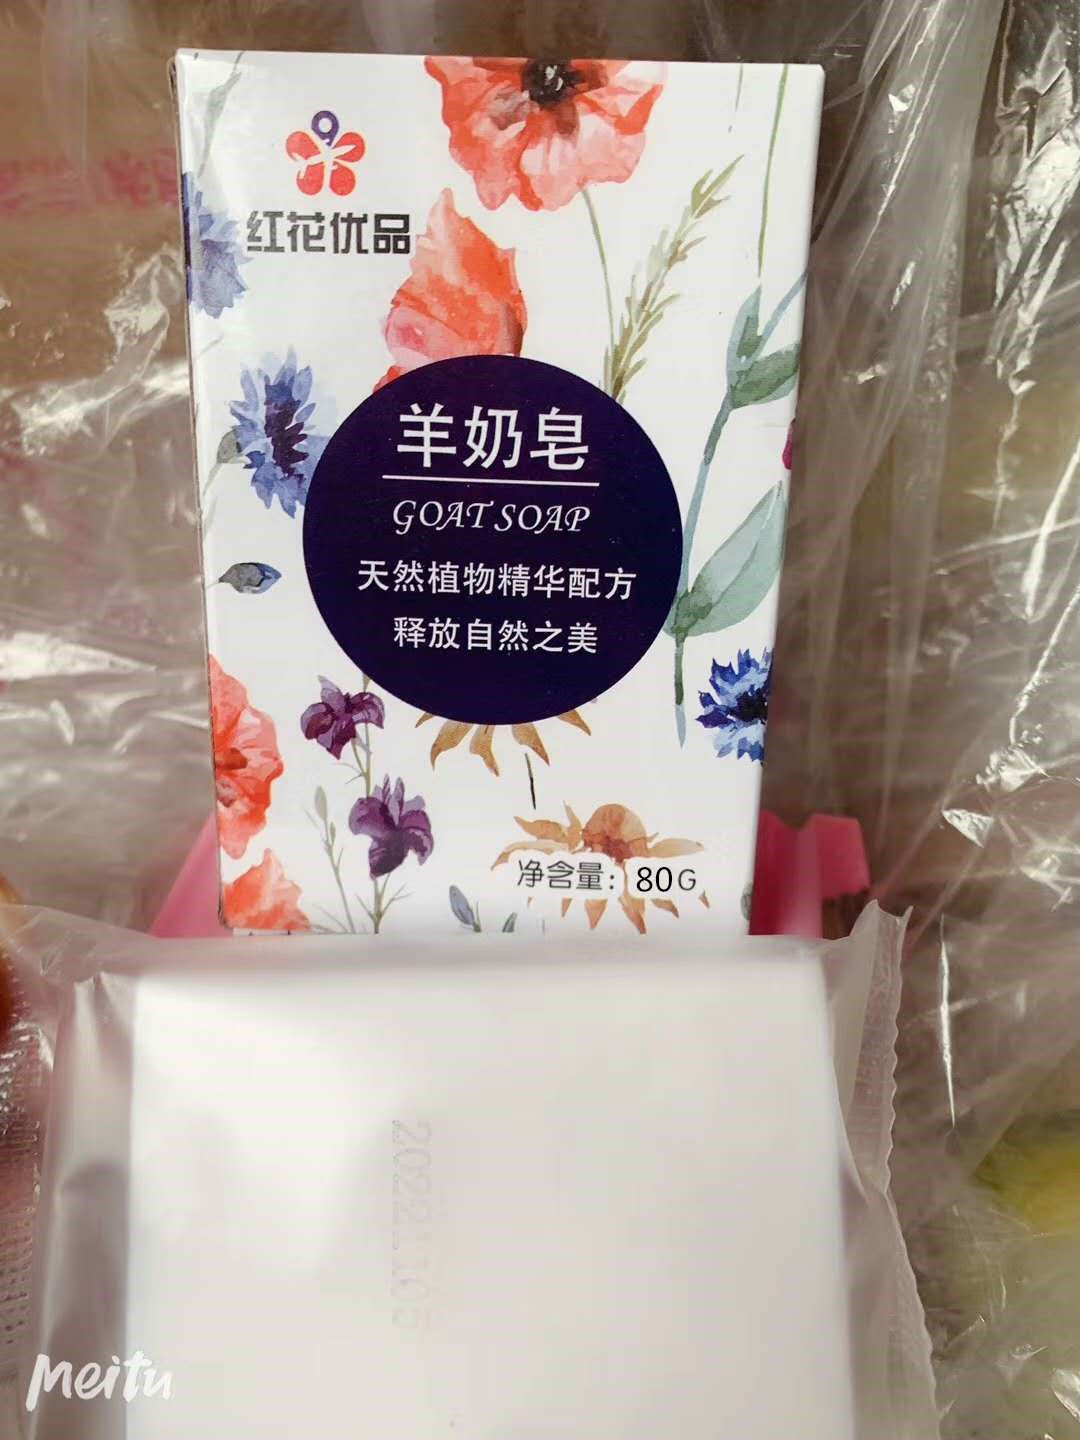 红花优品
羊奶皂
GOAT SOAP
天然植物精华配方
释放自然之美
净含量：80G
20221105
Meitu